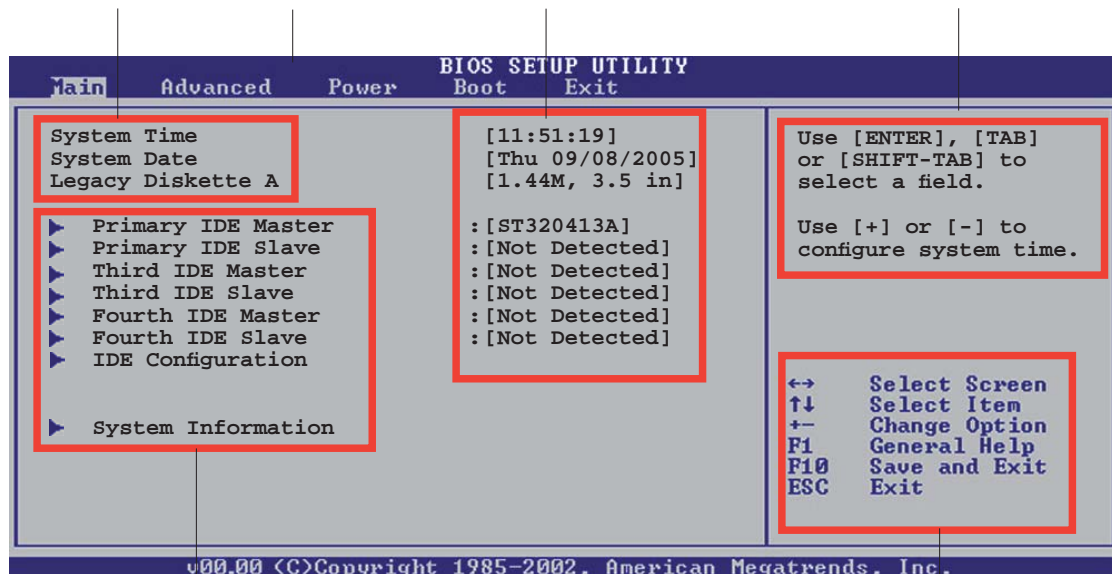 BIOS SETUP UTILITY
Main Advanced Power Boot Exit
System Time [11:51:19]
System Date [Thu 09/08/2005]
Legacy Diskette A [1.44M, 3.5 in]
Primary IDE Master :[ST320413A]
Primary IDE Slave :[Not Detected]
Third IDE Master :[Not Detected]
Third IDE Slave :[Not Detected]
Fourth IDE Master :[Not Detected]
Fourth IDE Slave :[Not Detected]
IDE Configuration
System Information
Use [ENTER], [TAB]
or [SHIFT-TAB] to
select a field.
Use [+] or [-] to
configure system time.
←→ Select Screen
↑↓ Select Item
+- Change Option
F1 General Help
F10 Save and Exit
ESC Exit
v00.00 (C)Copyright 1985-2002, American Megatrends, Inc.